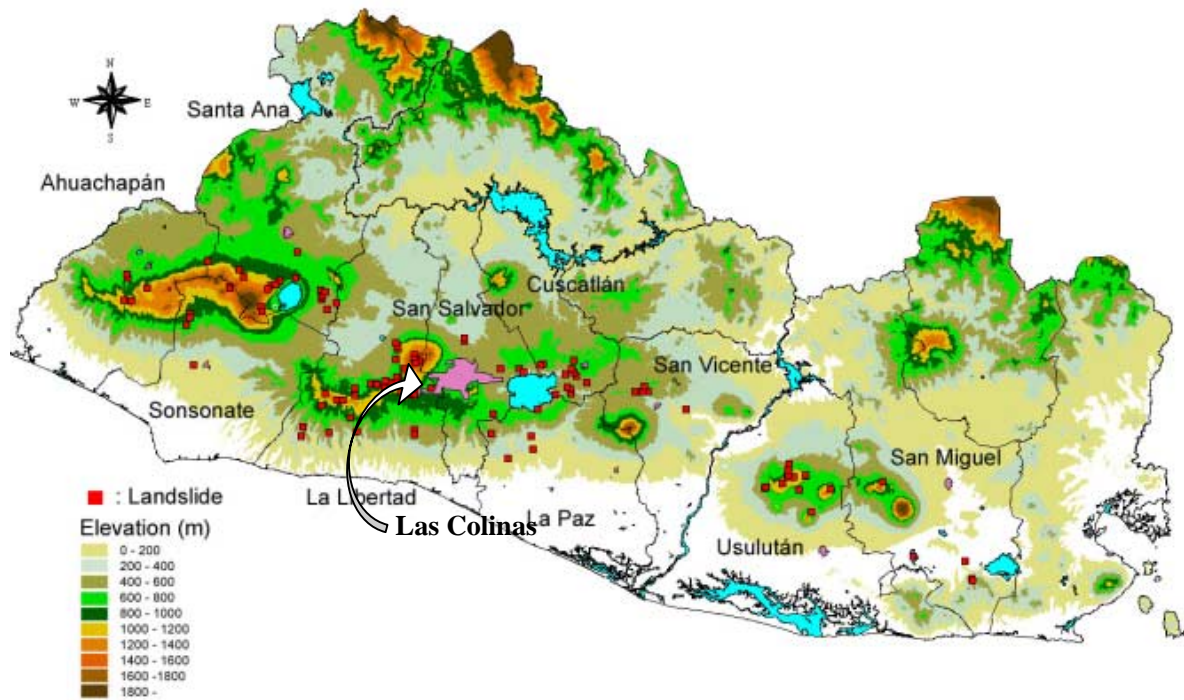 N
W E
S
Santa Ana
Ahuachapán
Cuscatlán
San Salvador
San Vicente
Sonsonate
San Miguel
La Libertad
Las Colinas
La Paz
Usulután
: Landslide
Elevation (m)
0 - 200
200 - 400
400 - 600
600 - 800
800 - 1000
1000 - 1200
1200 - 1400
1400 - 1600
1600 -1800
1800 -